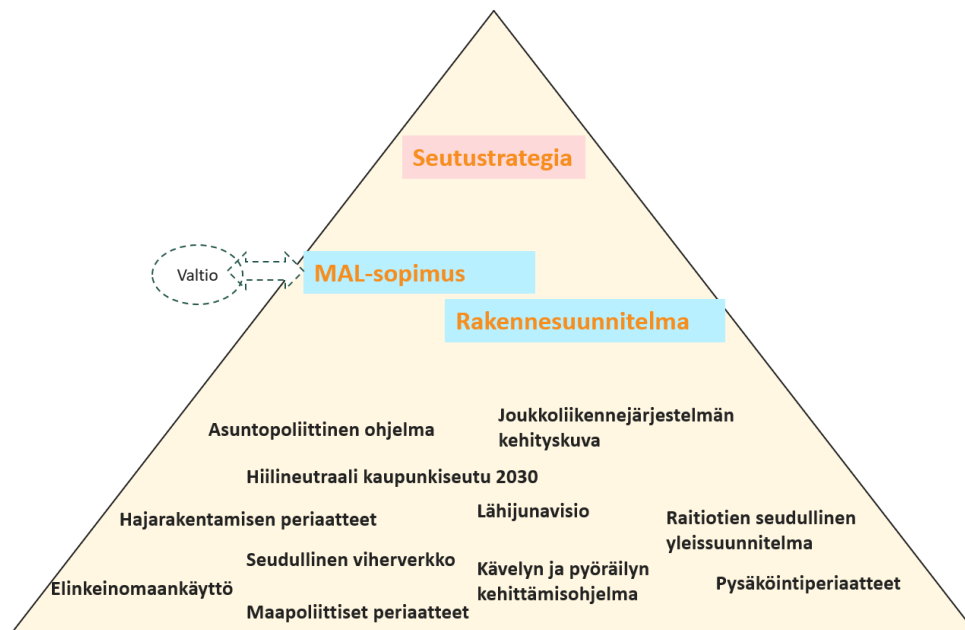 Seutustrategia
Valtio
MAL-sopimus
Rakennesuunnitelma
Asuntopoliittinen ohjelma
Joukkoliikennejärjestelmän
kehityskuva
Hiilineutraali kaupunkiseutu 2030
Hajarakentamisen periaatteet
Lähijunavisio
Raitiotien seudullinen
yleissuunnitelma
Seudullinen viherverkko
Kävelyn ja pyöräilyn
kehittämisohjelma
Elinkeinomaankäyttö
Pysäköintiperiaatteet
Maapoliittiset periaatteet